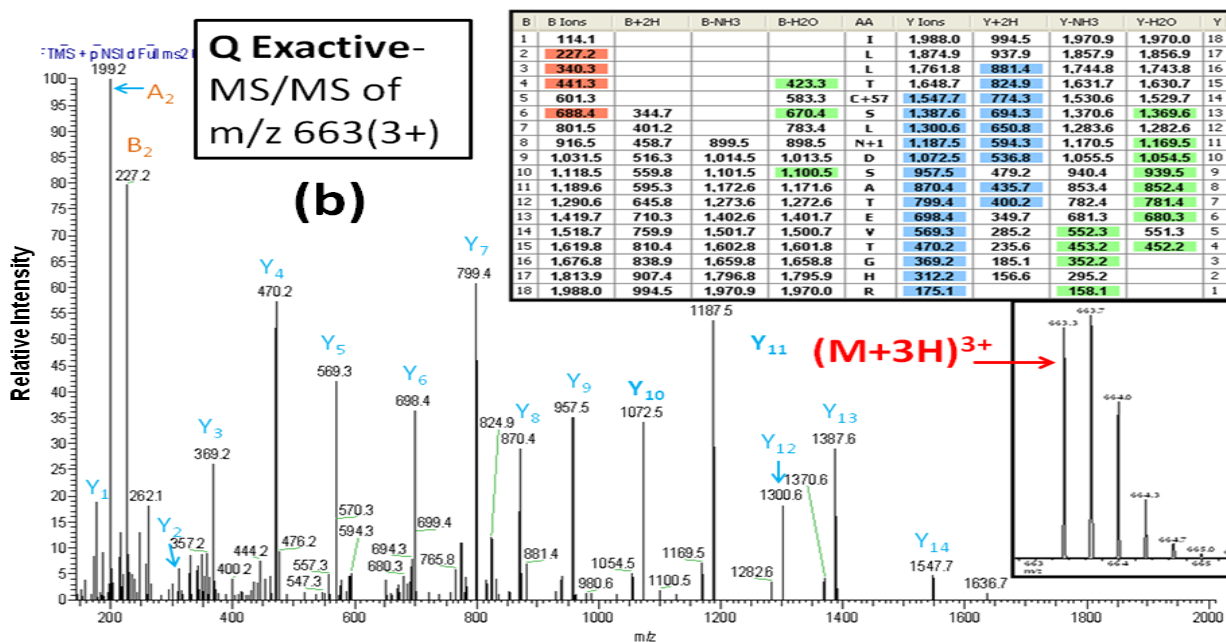 Q Exactive-
MS/MS of
m/z 663(3+)
(b)
B B Ions B+2H B-NH3 B-H2O AA Y Ions Y+2H Y-NH3 Y-H2O Y
1 114.1 I 1,988.0 994.5 1,970.9 1,970.0 18
2 227.2 L 1,874.9 937.9 1,857.9 1,856.9 17
3 340.3 L 1,761.8 881.4 1,744.8 1,743.8 16
4 441.3 423.3 T 1,648.7 824.9 1,631.7 1,630.7 15
5 601.3 583.3 C+57 1,547.7 774.3 1,530.6 1,529.7 14
6 688.4 344.7 670.4 S 1,387.6 694.3 1,370.6 1,369.6 13
7 801.5 401.2 783.4 L 1,300.6 650.8 1,283.6 1,282.6 12
8 916.5 458.7 899.5 898.5 N+1 1,187.5 594.3 1,170.5 1,169.5 11
9 1,031.5 516.3 1,014.5 1,013.5 D 1,072.5 536.8 1,055.5 1,054.5 10
10 1,118.5 559.8 1,101.5 1,100.5 S 957.5 479.2 940.4 939.5 9
11 1,189.6 595.3 1,172.6 1,171.6 A 870.4 435.7 853.4 852.4 8
12 1,290.6 645.8 1,273.6 1,272.6 T 799.4 400.2 782.4 781.4 7
13 1,419.7 710.3 1,402.6 1,401.7 E 698.4 349.7 681.3 680.3 6
14 1,518.7 759.9 1,501.7 1,500.7 V 569.3 285.2 552.3 551.3 5
15 1,619.8 810.4 1,602.8 1,601.8 T 470.2 235.6 453.2 452.2 4
16 1,676.8 838.9 1,659.8 1,658.8 G 369.2 185.1 352.2 3
17 1,813.9 907.4 1,796.8 1,795.9 H 312.2 156.6 295.2 2
18 1,988.0 994.5 1,970.9 1,970.0 R 175.1 158.1 1
Relative Intensity
100
95
90
85
80
75
70
65
60
55
50
45
40
35
30
25
20
15
10
5
0
199.2
A2
B2
227.2
Y1
262.1
Y2
357.2
Y3
369.2
400.2
444.2
Y4
470.2
476.2
547.3
557.3
Y5
569.3
570.3
594.3
680.3
694.3
Y6
698.4
699.4
765.8
Y7
799.4
824.9
Y8
870.4
881.4
Y9
957.5
980.6
1054.5
Y10
1072.5
1100.5
1169.5
1187.5
Y11
1282.6
Y12
1300.6
1370.6
Y13
1387.6
Y14
1547.7
1636.7
(M+3H)3+
663.3
663.7
664.0
664.3
664.7
665.0
663 664 665
m/z
200 400 600 800 1000 1200 1400 1600 1800 2000
m/z